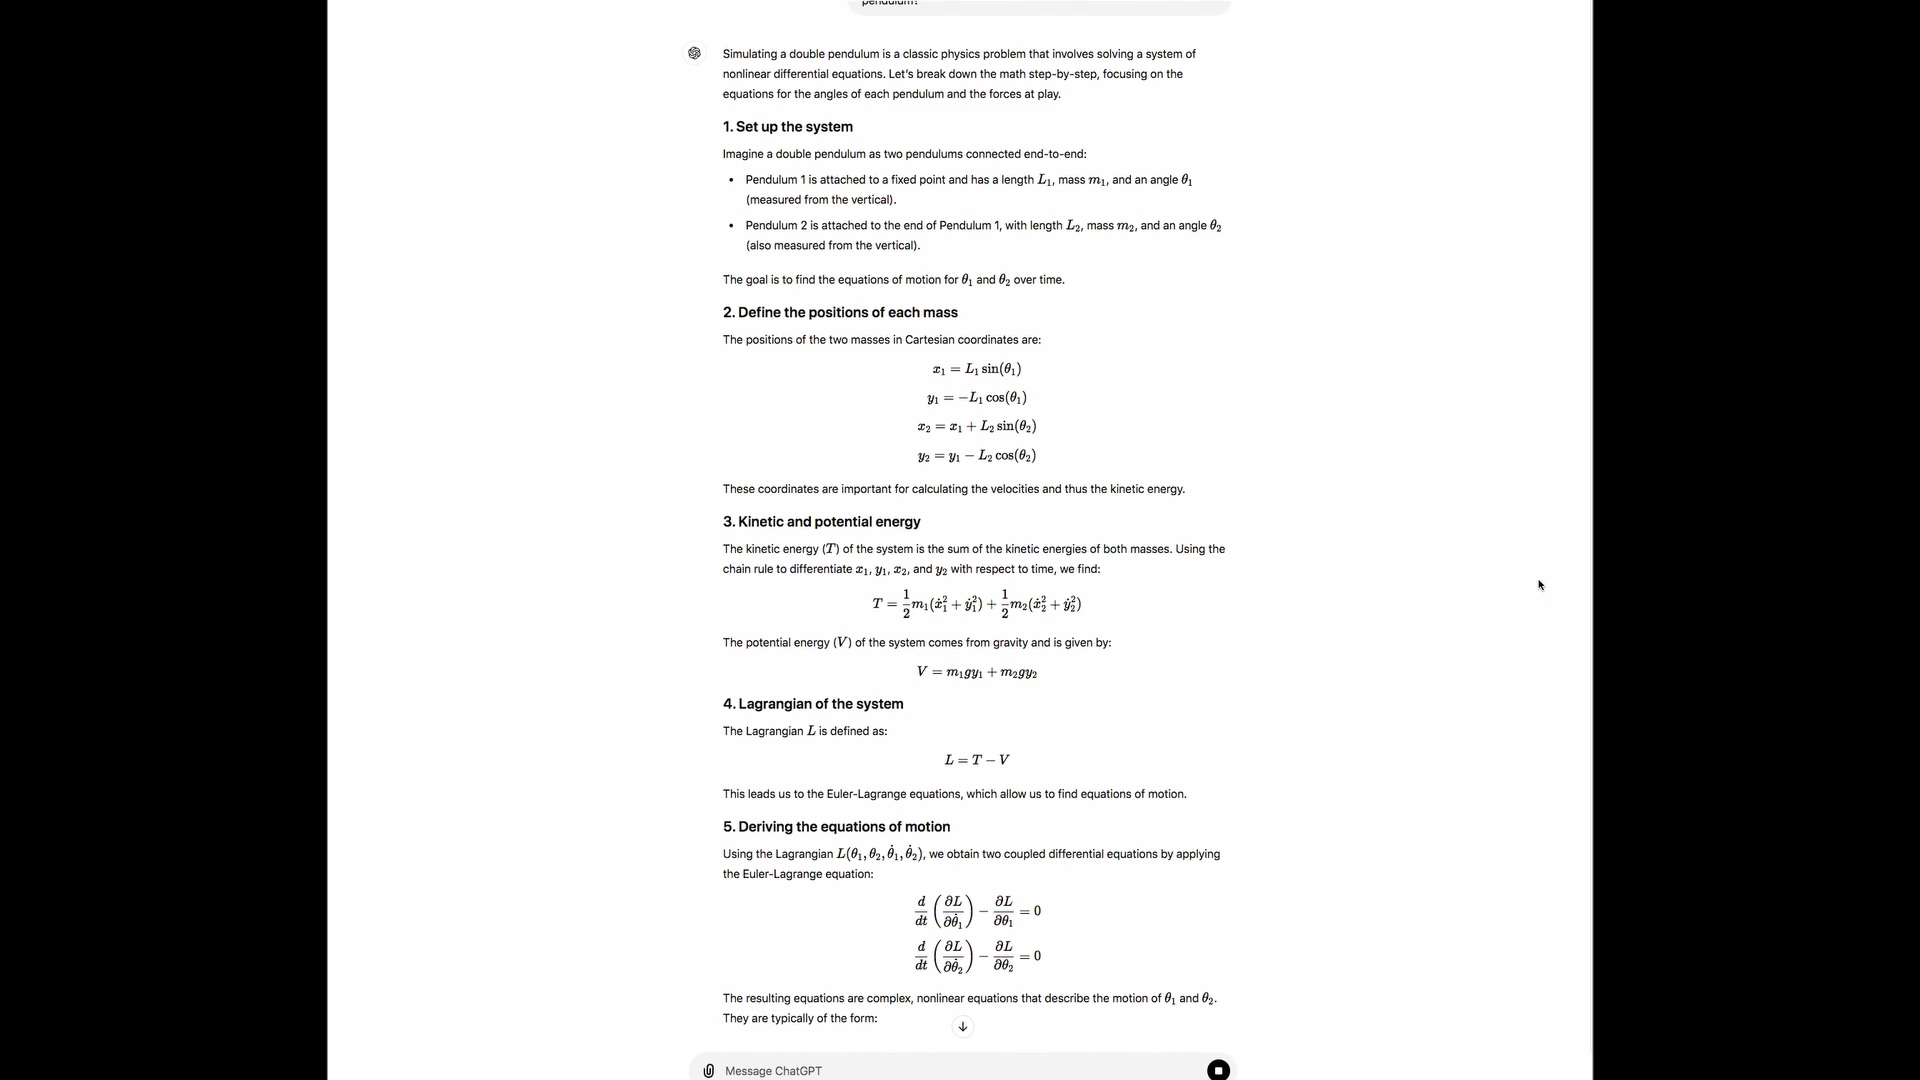 pendulum?
Simulating a double pendulum is a classic physics problem that involves solving a system of
nonlinear differential equations. Let's break down the math step-by-step, focusing on the
equations for the angles of each pendulum and the forces at play.
1. Set up the system
Imagine a double pendulum as two pendulums connected end-to-end:
• Pendulum 1 is attached to a fixed point and has a length L₁, mass m₁, and an angle θ₁
(measured from the vertical).
• Pendulum 2 is attached to the end of Pendulum 1, with length L₂, mass m₂, and an angle θ₂
(also measured from the vertical).
The goal is to find the equations of motion for θ₁ and θ₂ over time.
2. Define the positions of each mass
The positions of the two masses in Cartesian coordinates are:
x₁ = L₁ sin(θ₁)
y₁ = −L₁ cos(θ₁)
x₂ = x₁ + L₂ sin(θ₂)
y₂ = y₁ − L₂ cos(θ₂)
These coordinates are important for calculating the velocities and thus the kinetic energy.
3. Kinetic and potential energy
The kinetic energy (T) of the system is the sum of the kinetic energies of both masses. Using the
chain rule to differentiate x₁, y₁, x₂, and y₂ with respect to time, we find:
T = 1/2 m₁(ẋ₁² + ẏ₁²) + 1/2 m₂(ẋ₂² + ẏ₂²)
The potential energy (V) of the system comes from gravity and is given by:
V = m₁gy₁ + m₂gy₂
4. Lagrangian of the system
The Lagrangian L is defined as:
L = T − V
This leads us to the Euler-Lagrange equations, which allow us to find equations of motion.
5. Deriving the equations of motion
Using the Lagrangian L(θ₁, θ₂, θ̇₁, θ̇₂), we obtain two coupled differential equations by applying
the Euler-Lagrange equation:
d/dt (∂L/∂θ̇₁) − ∂L/∂θ₁ = 0
d/dt (∂L/∂θ̇₂) − ∂L/∂θ₂ = 0
The resulting equations are complex, nonlinear equations that describe the motion of θ₁ and θ₂.
They are typically of the form:
Message ChatGPT